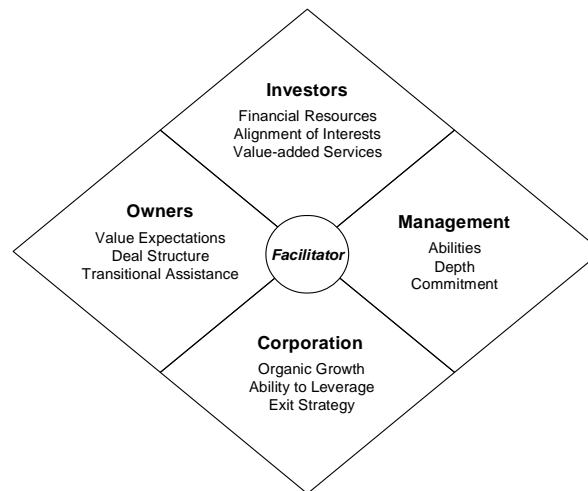 Investors
Financial Resources
Alignment of Interests
Value-added Services
Owners
Value Expectations
Deal Structure
Transitional Assistance
Facilitator
Management
Abilities
Depth
Commitment
Corporation
Organic Growth
Ability to Leverage
Exit Strategy